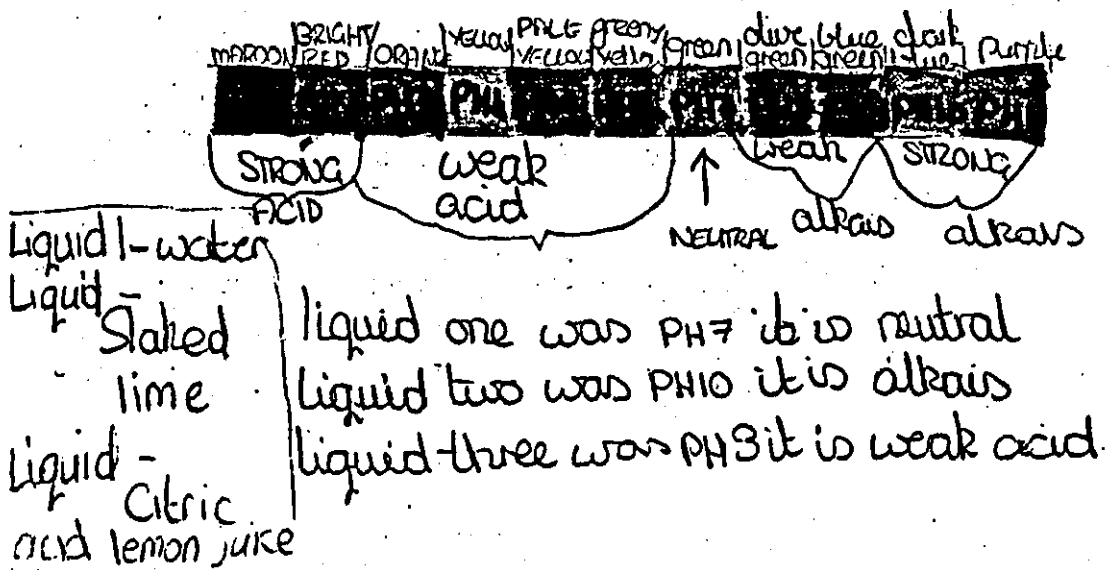 MAROON BRIGHT RED ORANGE YELLOW PALE YELLOW greeny yellow green olive green blue green dark blue purple
PH4 PH7
STRONG ACID weak acid NEUTRAL weak alkais STRONG alkais
Liquid 1-water
Liquid -
Slaked
lime
Liquid -
Citric
acid lemon juice
liquid one was PH7 it is neutral
liquid two was PH10 it is alkais
liquid three was PH3 it is weak acid.